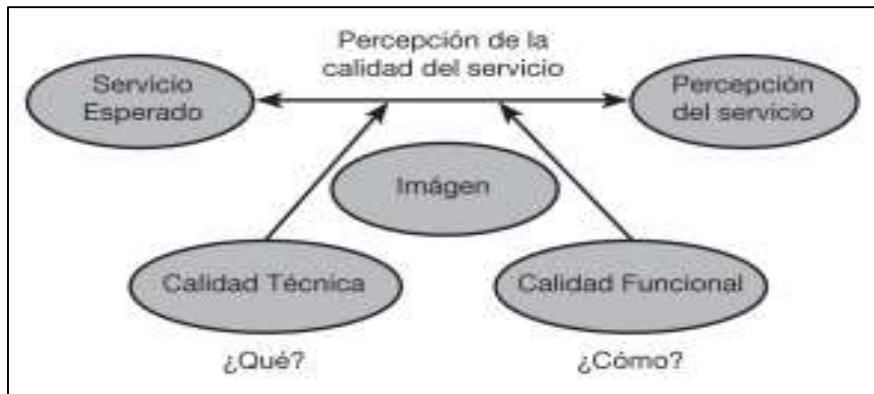 Percepción de la
calidad del servicio
Servicio
Esperado
Percepción
del servicio
Imágen
Calidad Técnica
Calidad Funcional
¿Qué?
¿Cómo?